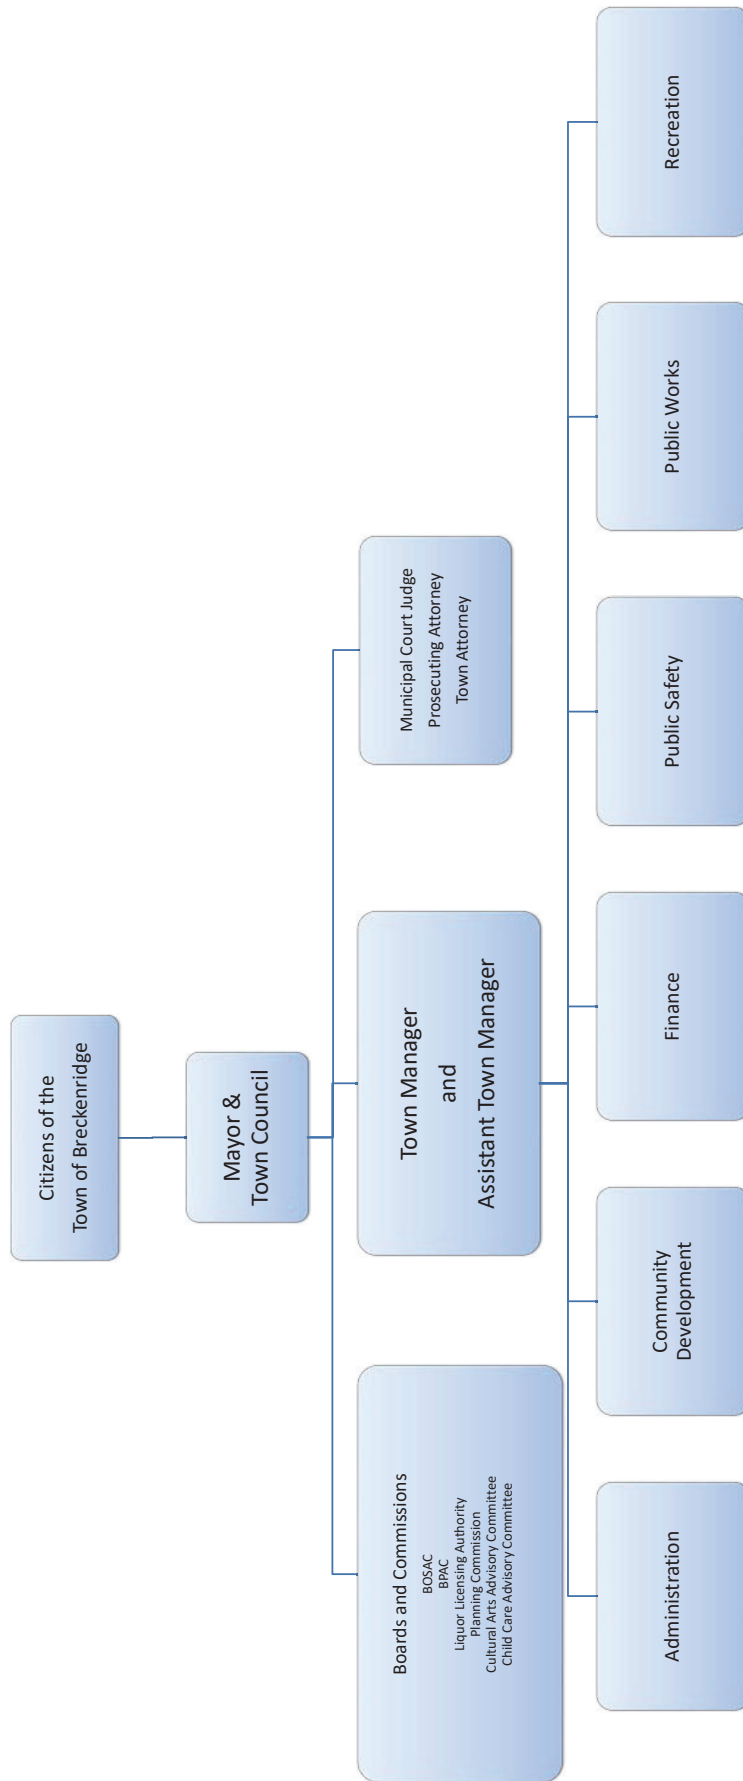 Citizens of the
Town of Breckenridge
Mayor &
Town Council
Boards and Commissions
BOSAC
BPAC
Liquor Licensing Authority
Planning Commission
Cultural Arts Advisory Committee
Child Care Advisory Committee
Town Manager
and
Assistant Town Manager
Municipal Court Judge
Prosecuting Attorney
Town Attorney
Administration
Community
Development
Finance
Public Safety
Public Works
Recreation